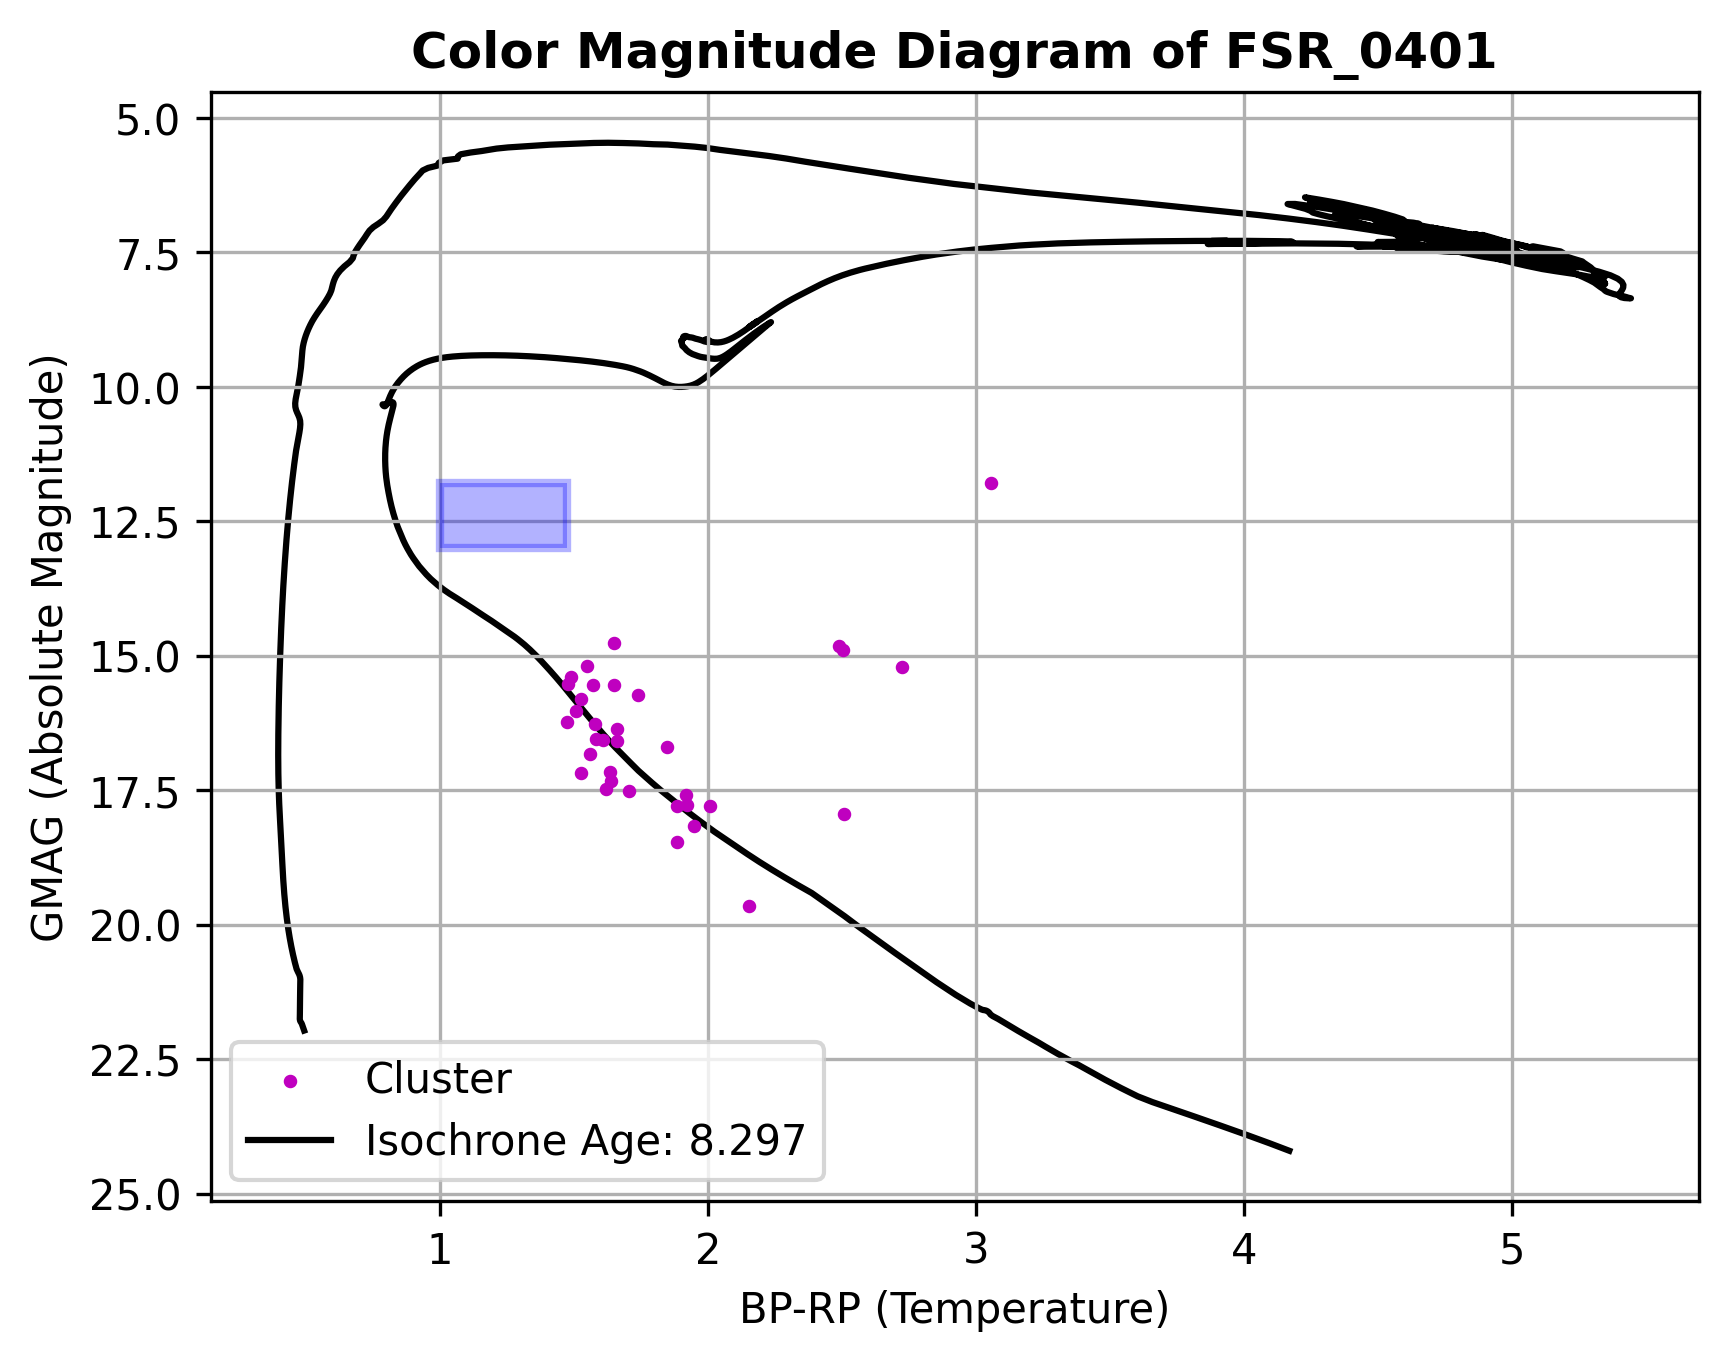 Color Magnitude Diagram of FSR_0401
5.0
7.5
10.0
12.5
15.0
17.5
20.0
22.5
25.0
GMAG (Absolute Magnitude)
Cluster
Isochrone Age: 8.297
1
2
3
4
5
BP-RP (Temperature)